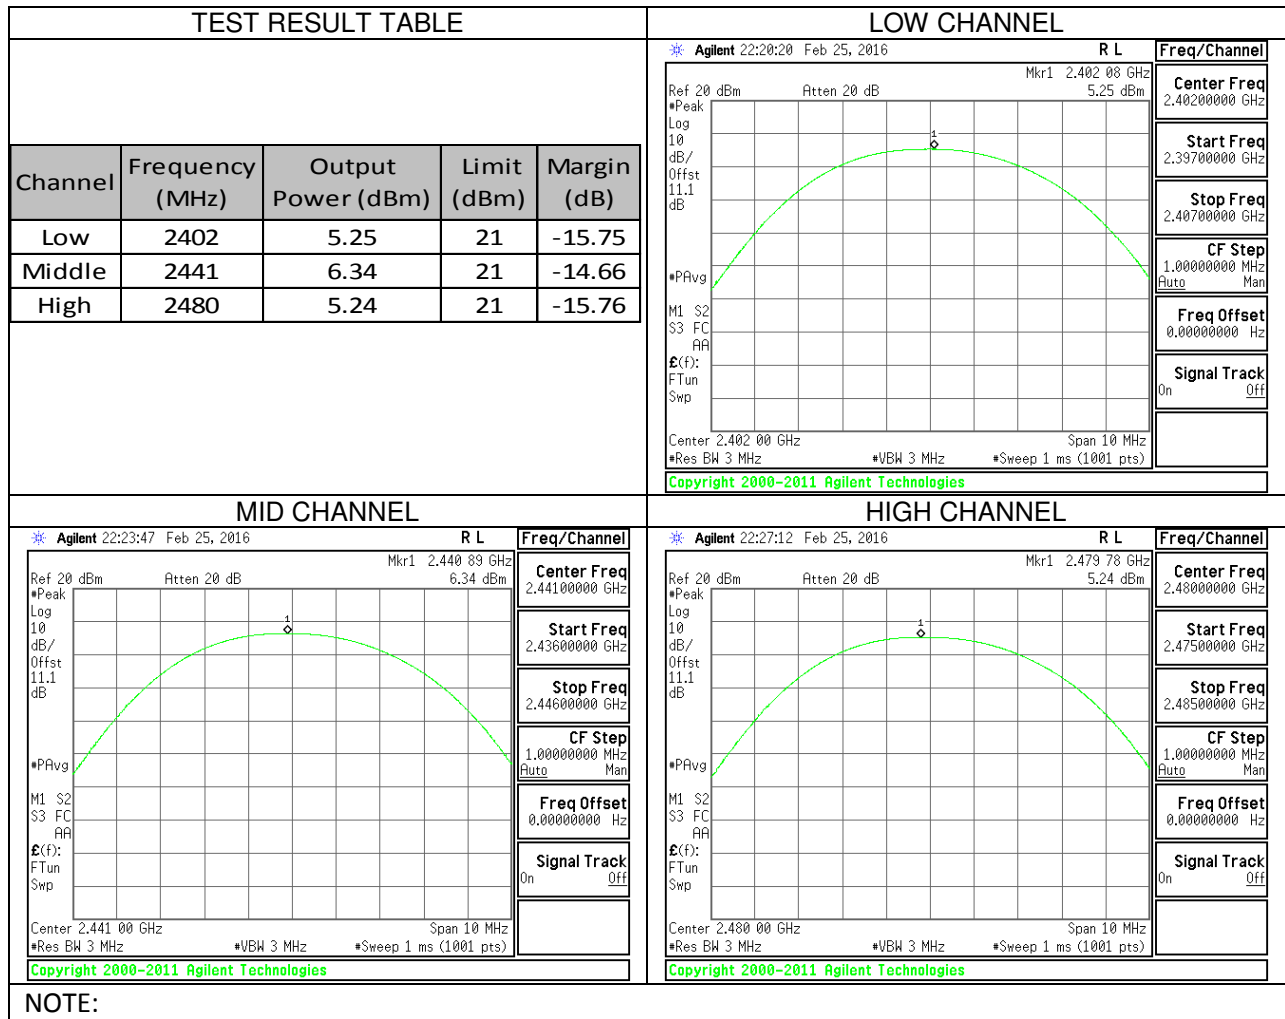 TEST RESULT TABLE
Channel Frequency (MHz) Output Power (dBm) Limit (dBm) Margin (dB)
Low 2402 5.25 21 -15.75
Middle 2441 6.34 21 -14.66
High 2480 5.24 21 -15.76
LOW CHANNEL
Agilent 22:20:20 Feb 25, 2016 R L Freq/Channel
Mkr1 2.402 08 GHz
Ref 20 dBm Atten 20 dB 5.25 dBm
#Peak
Log
10
dB/
Offst
11.1
dB
#PAvg
M1 S2
S3 FC
AA
£(f):
FTun
Swp
1
Center 2.402 00 GHz Span 10 MHz
#Res BW 3 MHz #VBW 3 MHz #Sweep 1 ms (1001 pts)
Copyright 2000-2011 Agilent Technologies
Center Freq
2.40200000 GHz
Start Freq
2.39700000 GHz
Stop Freq
2.40700000 GHz
CF Step
1.00000000 MHz
Auto Man
Freq Offset
0.00000000 Hz
Signal Track
On Off
MID CHANNEL
Agilent 22:23:47 Feb 25, 2016 R L Freq/Channel
Mkr1 2.440 89 GHz
Ref 20 dBm Atten 20 dB 6.34 dBm
#Peak
Log
10
dB/
Offst
11.1
dB
#PAvg
M1 S2
S3 FC
AA
£(f):
FTun
Swp
1
Center 2.441 00 GHz Span 10 MHz
#Res BW 3 MHz #VBW 3 MHz #Sweep 1 ms (1001 pts)
Copyright 2000-2011 Agilent Technologies
Center Freq
2.44100000 GHz
Start Freq
2.43600000 GHz
Stop Freq
2.44600000 GHz
CF Step
1.00000000 MHz
Auto Man
Freq Offset
0.00000000 Hz
Signal Track
On Off
HIGH CHANNEL
Agilent 22:27:12 Feb 25, 2016 R L Freq/Channel
Mkr1 2.479 78 GHz
Ref 20 dBm Atten 20 dB 5.24 dBm
#Peak
Log
10
dB/
Offst
11.1
dB
#PAvg
M1 S2
S3 FC
AA
£(f):
FTun
Swp
1
Center 2.480 00 GHz Span 10 MHz
#Res BW 3 MHz #VBW 3 MHz #Sweep 1 ms (1001 pts)
Copyright 2000-2011 Agilent Technologies
Center Freq
2.48000000 GHz
Start Freq
2.47500000 GHz
Stop Freq
2.48500000 GHz
CF Step
1.00000000 MHz
Auto Man
Freq Offset
0.00000000 Hz
Signal Track
On Off
NOTE: